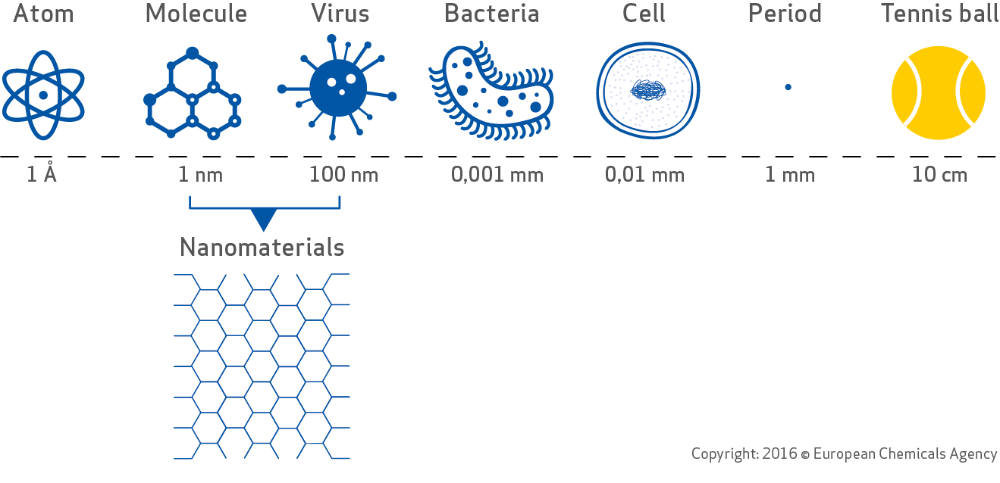 Atom Molecule Virus Bacteria Cell Period Tennis ball
1 Å 1 nm 100 nm 0,001 mm 0,01 mm 1 mm 10 cm
Nanomaterials
Copyright: 2016 © European Chemicals Agency